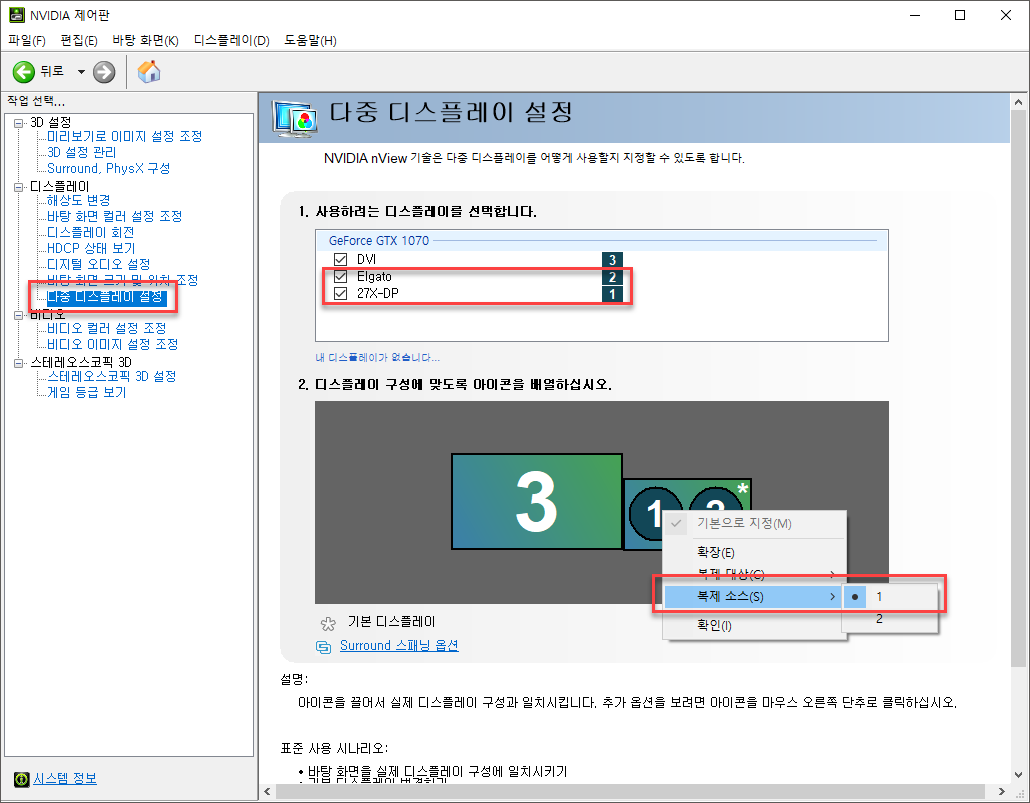 NVIDIA 제어판
파일(F) 편집(E) 바탕 화면(K) 디스플레이(D) 도움말(H)
뒤로
작업 선택...
3D 설정
미리보기로 이미지 설정 조정
3D 설정 관리
Surround, PhysX 구성
디스플레이
해상도 변경
바탕 화면 컬러 설정 조정
디스플레이 회전
HDCP 상태 보기
디지털 오디오 설정
바탕 화면 크기 및 위치 조정
다중 디스플레이 설정
비디오
비디오 컬러 설정 조정
비디오 이미지 설정 조정
스테레오스코픽 3D
스테레오스코픽 3D 설정
게임 등급 보기
시스템 정보
다중 디스플레이 설정
NVIDIA nView 기술은 다중 디스플레이를 어떻게 사용할지 지정할 수 있도록 합니다.
1. 사용하려는 디스플레이를 선택합니다.
GeForce GTX 1070
DVI 3
Elgato 2
27X-DP 1
내 디스플레이가 없습니다...
2. 디스플레이 구성에 맞도록 아이콘을 배열하십시오.
3 1 2 *
기본으로 지정(M)
확장(E)
복제 대상(C)
복제 소스(S) 1
2
확인(I)
기본 디스플레이
Surround 스패닝 옵션
설명:
아이콘을 끌어서 실제 디스플레이 구성과 일치시킵니다. 추가 옵션을 보려면 아이콘을 마우스 오른쪽 단추로 클릭하십시오.
표준 사용 시나리오:
• 바탕 화면을 실제 디스플레이 구성에 일치시키기
• 기본 디스플레이 변경하기